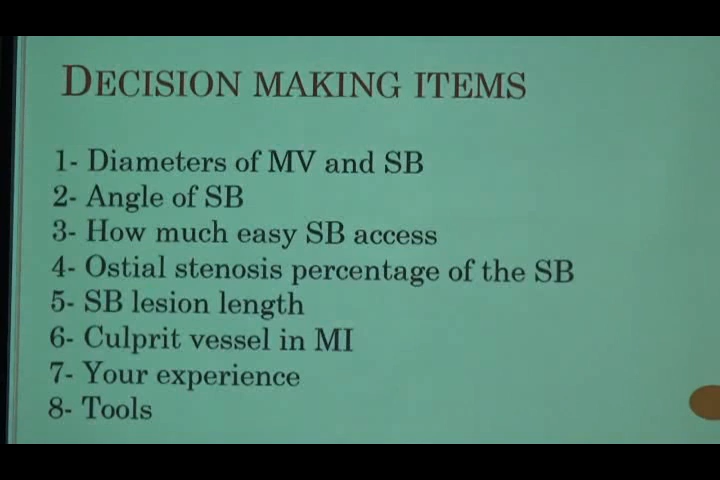 DECISION MAKING ITEMS
1- Diameters of MV and SB
2- Angle of SB
3- How much easy SB access
4- Ostial stenosis percentage of the SB
5- SB lesion length
6- Culprit vessel in MI
7- Your experience
8- Tools